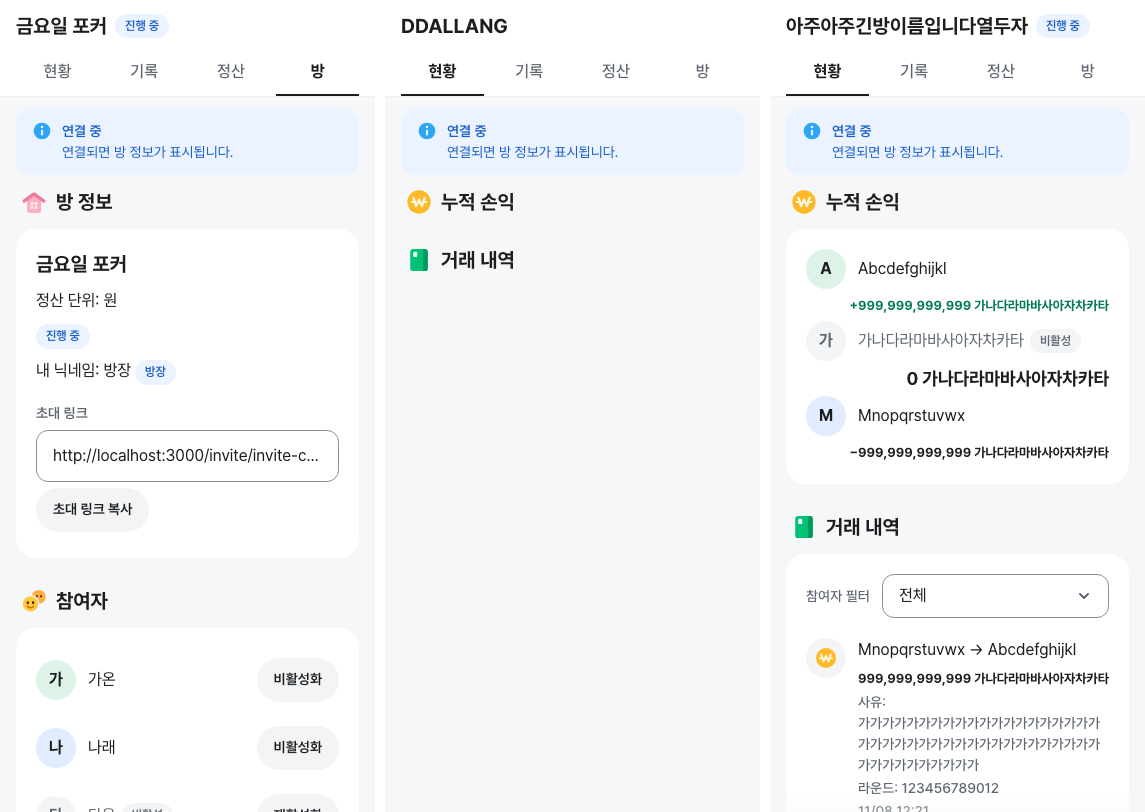 금요일 포커 진행 중
현황 기록 정산 방
연결 중
연결되면 방 정보가 표시됩니다.
방 정보
금요일 포커
정산 단위: 원
진행 중
내 닉네임: 방장 방장
초대 링크
http://localhost:3000/invite/invite-c...
초대 링크 복사
참여자
가 가온 비활성화
나 나래 비활성화
DDALLANG
현황 기록 정산 방
연결 중
연결되면 방 정보가 표시됩니다.
누적 손익
거래 내역
아주아주긴방이름입니다열두자 진행 중
현황 기록 정산 방
연결 중
연결되면 방 정보가 표시됩니다.
누적 손익
A Abcdefghijkl
+999,999,999,999 가나다라마바사아자차카타
가 가나다라마바사아자차카타 비활성
0 가나다라마바사아자차카타
M Mnopqrstuvwx
−999,999,999,999 가나다라마바사아자차카타
거래 내역
참여자 필터 전체
Mnopqrstuvwx → Abcdefghijkl
999,999,999,999 가나다라마바사아자차카타
사유:
가가가가가가가가가가가가가가가가가가가가
가가가가가가가가가가가가가가가가가가가가
가가가가가가가가가가
라운드: 123456789012
11/08 12:21